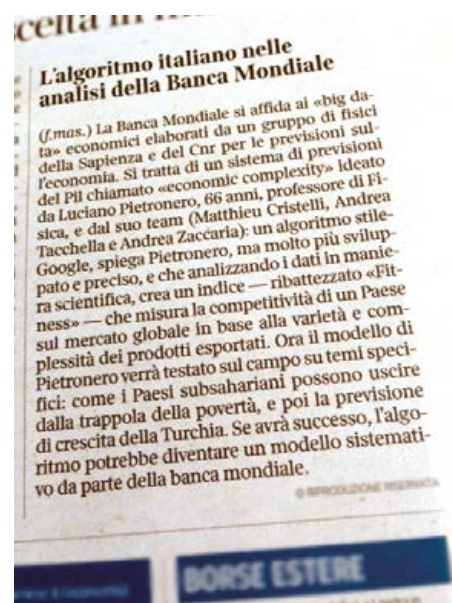 scelta in
L'algoritmo italiano nelle
analisi della Banca Mondiale
(f.mas.) La Banca Mondiale si affida ai «big da-
ta» economici elaborati da un gruppo di fisici
della Sapienza e del Cnr per le previsioni sul-
l'economia. Si tratta di un sistema di previsioni
del Pil chiamato «economic complexity» ideato
da Luciano Pietronero, 66 anni, professore di Fi-
sica, e dal suo team (Matthieu Cristelli, Andrea
Tacchella e Andrea Zaccaria): un algoritmo stile-
Google, spiega Pietronero, ma molto più svilup-
pato e preciso, e che analizzando i dati in manie-
ra scientifica, crea un indice — ribattezzato «Fit-
ness» — che misura la competitività di un Paese
sul mercato globale in base alla varietà e com-
plessità dei prodotti esportati. Ora il modello di
Pietronero verrà testato sul campo su temi speci-
fici: come i Paesi subsahariani possono uscire
dalla trappola della povertà, e poi la previsione
di crescita della Turchia. Se avrà successo, l'algo-
ritmo potrebbe diventare un modello sistemati-
vo da parte della banca mondiale.
© RIPRODUZIONE RISERVATA
BORSE ESTERE